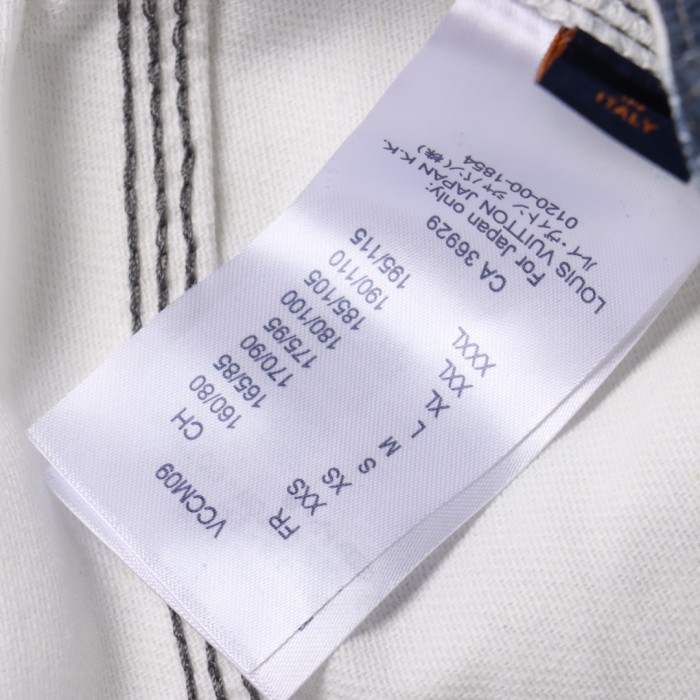 VCCM09
FR CH
XXS 160/80
XS 165/85
S 170/90
M 175/95
L 180/100
XL 185/105
XXL 190/110
XXXL 195/115
CA 36929
For Japan only:
LOUIS VUITTON JAPAN K.K.
ルイ・ヴィトン ジャパン(株)
0120-00-1854
ITALY